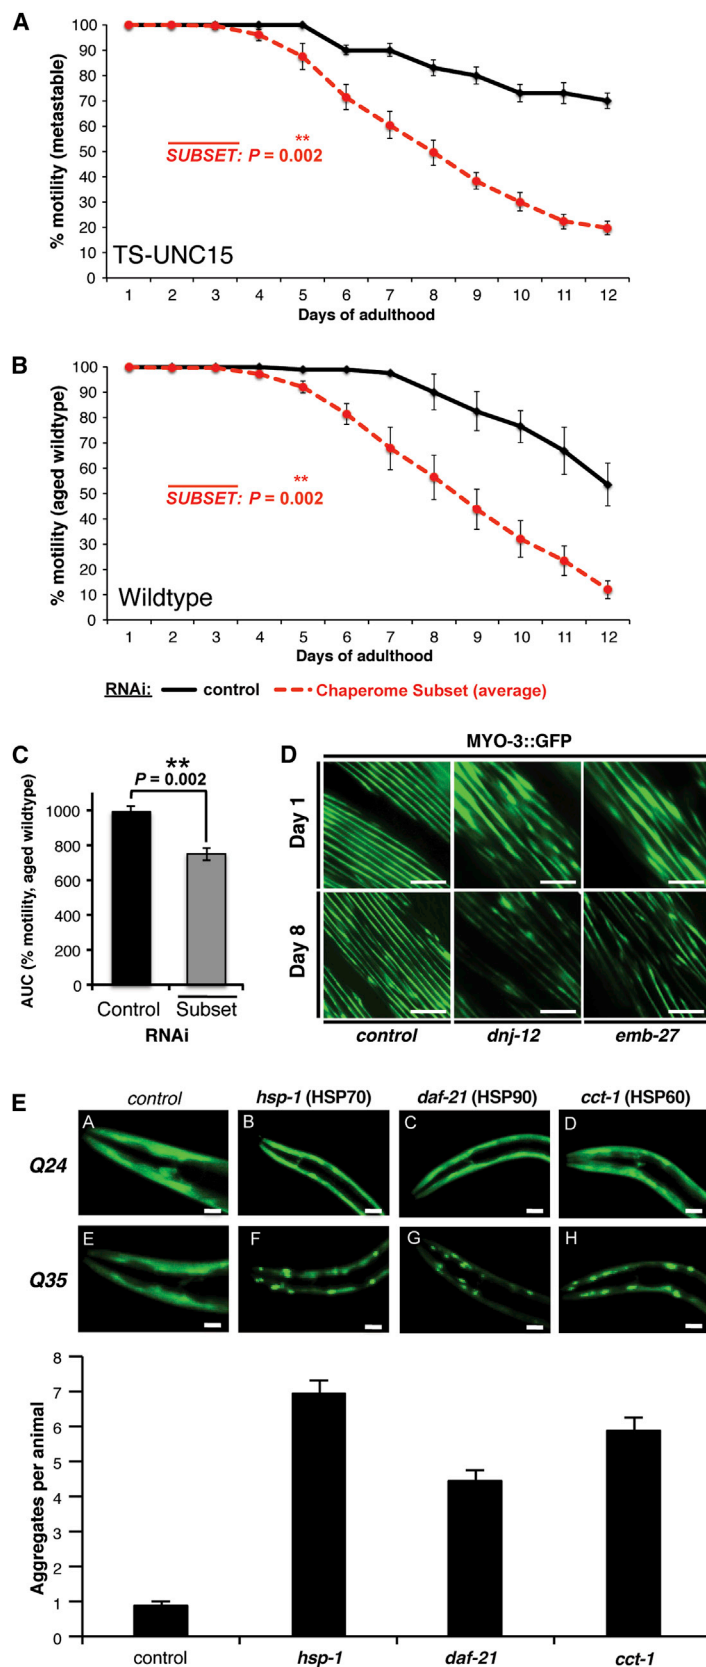 A
% motility (metastable)
100
90
80
70
60
50
40
30
20
10
0
**
SUBSET: P = 0.002
TS-UNC15
1 2 3 4 5 6 7 8 9 10 11 12
Days of adulthood
B
% motility (aged wildtype)
100
90
80
70
60
50
40
30
20
10
0
**
SUBSET: P = 0.002
Wildtype
1 2 3 4 5 6 7 8 9 10 11 12
Days of adulthood
RNAi: control Chaperome Subset (average)
C
**
P = 0.002
AUC (% motility, aged wildtype)
1000
800
600
400
200
0
Control Subset
RNAi
D
MYO-3::GFP
Day 1
Day 8
control dnj-12 emb-27
E
control hsp-1 (HSP70) daf-21 (HSP90) cct-1 (HSP60)
Q24
A B C D
Q35
E F G H
Aggregates per animal
8
7
6
5
4
3
2
1
0
control hsp-1 daf-21 cct-1